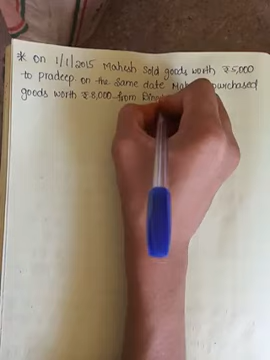 * On 1/1/2015 Mahesh Sold goods worth ₹5,000
to pradeep. on the same date purchased
goods worth ₹8,000 from